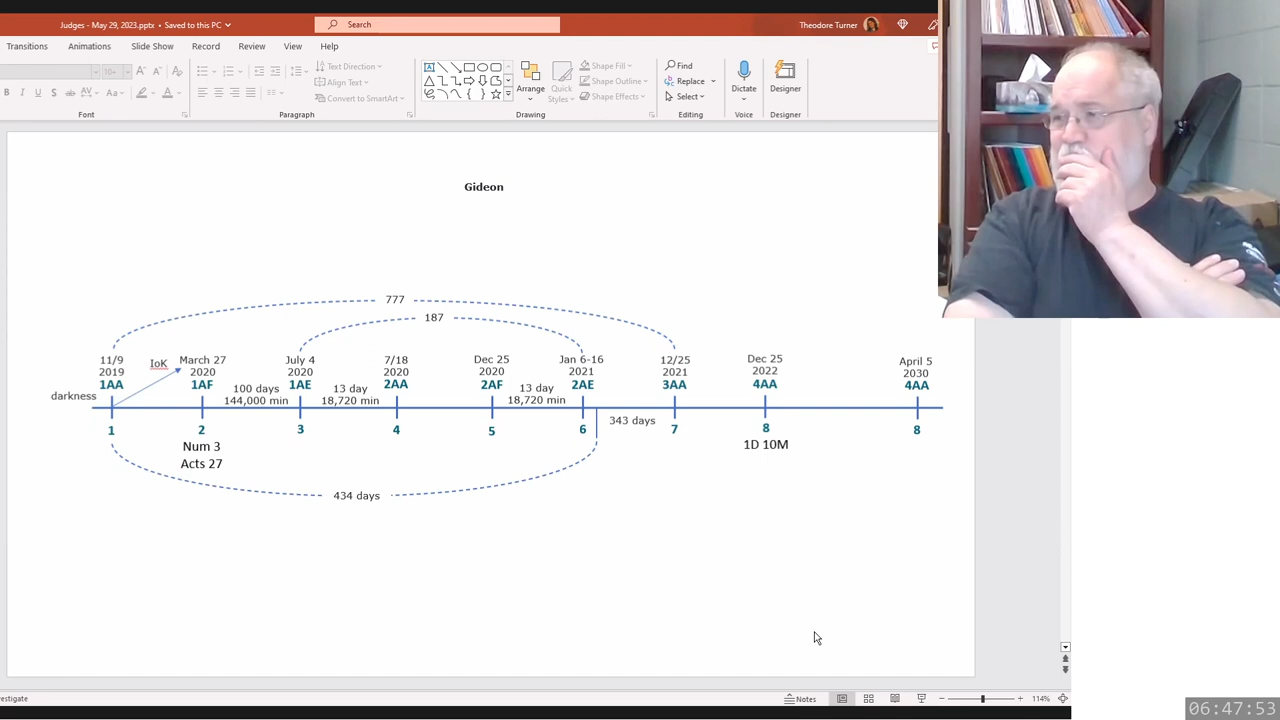 Judges - May 29, 2023.pptx • Saved to this PC
Search
Theodore Turner
Transitions Animations Slide Show Record Review View Help
Text Direction
Align Text
Convert to SmartArt
Arrange
Quick Styles
Shape Fill
Shape Outline
Shape Effects
Find
Replace
Select
Dictate
Designer
10+ A A A
B I U S ab AV Aa A
Font Paragraph Drawing Editing Voice Designer
Gideon
777
187
11/9 2019 1AA
IoK
March 27 2020 1AF
July 4 2020 1AE
7/18 2020 2AA
Dec 25 2020 2AF
Jan 6-16 2021 2AE
12/25 2021 3AA
Dec 25 2022 4AA
April 5 2030 4AA
darkness
100 days 144,000 min
13 day 18,720 min
13 day 18,720 min
343 days
1 2 3 4 5 6 7 8 8
Num 3
Acts 27
1D 10M
434 days
estigate
Notes
114%
06:47:53